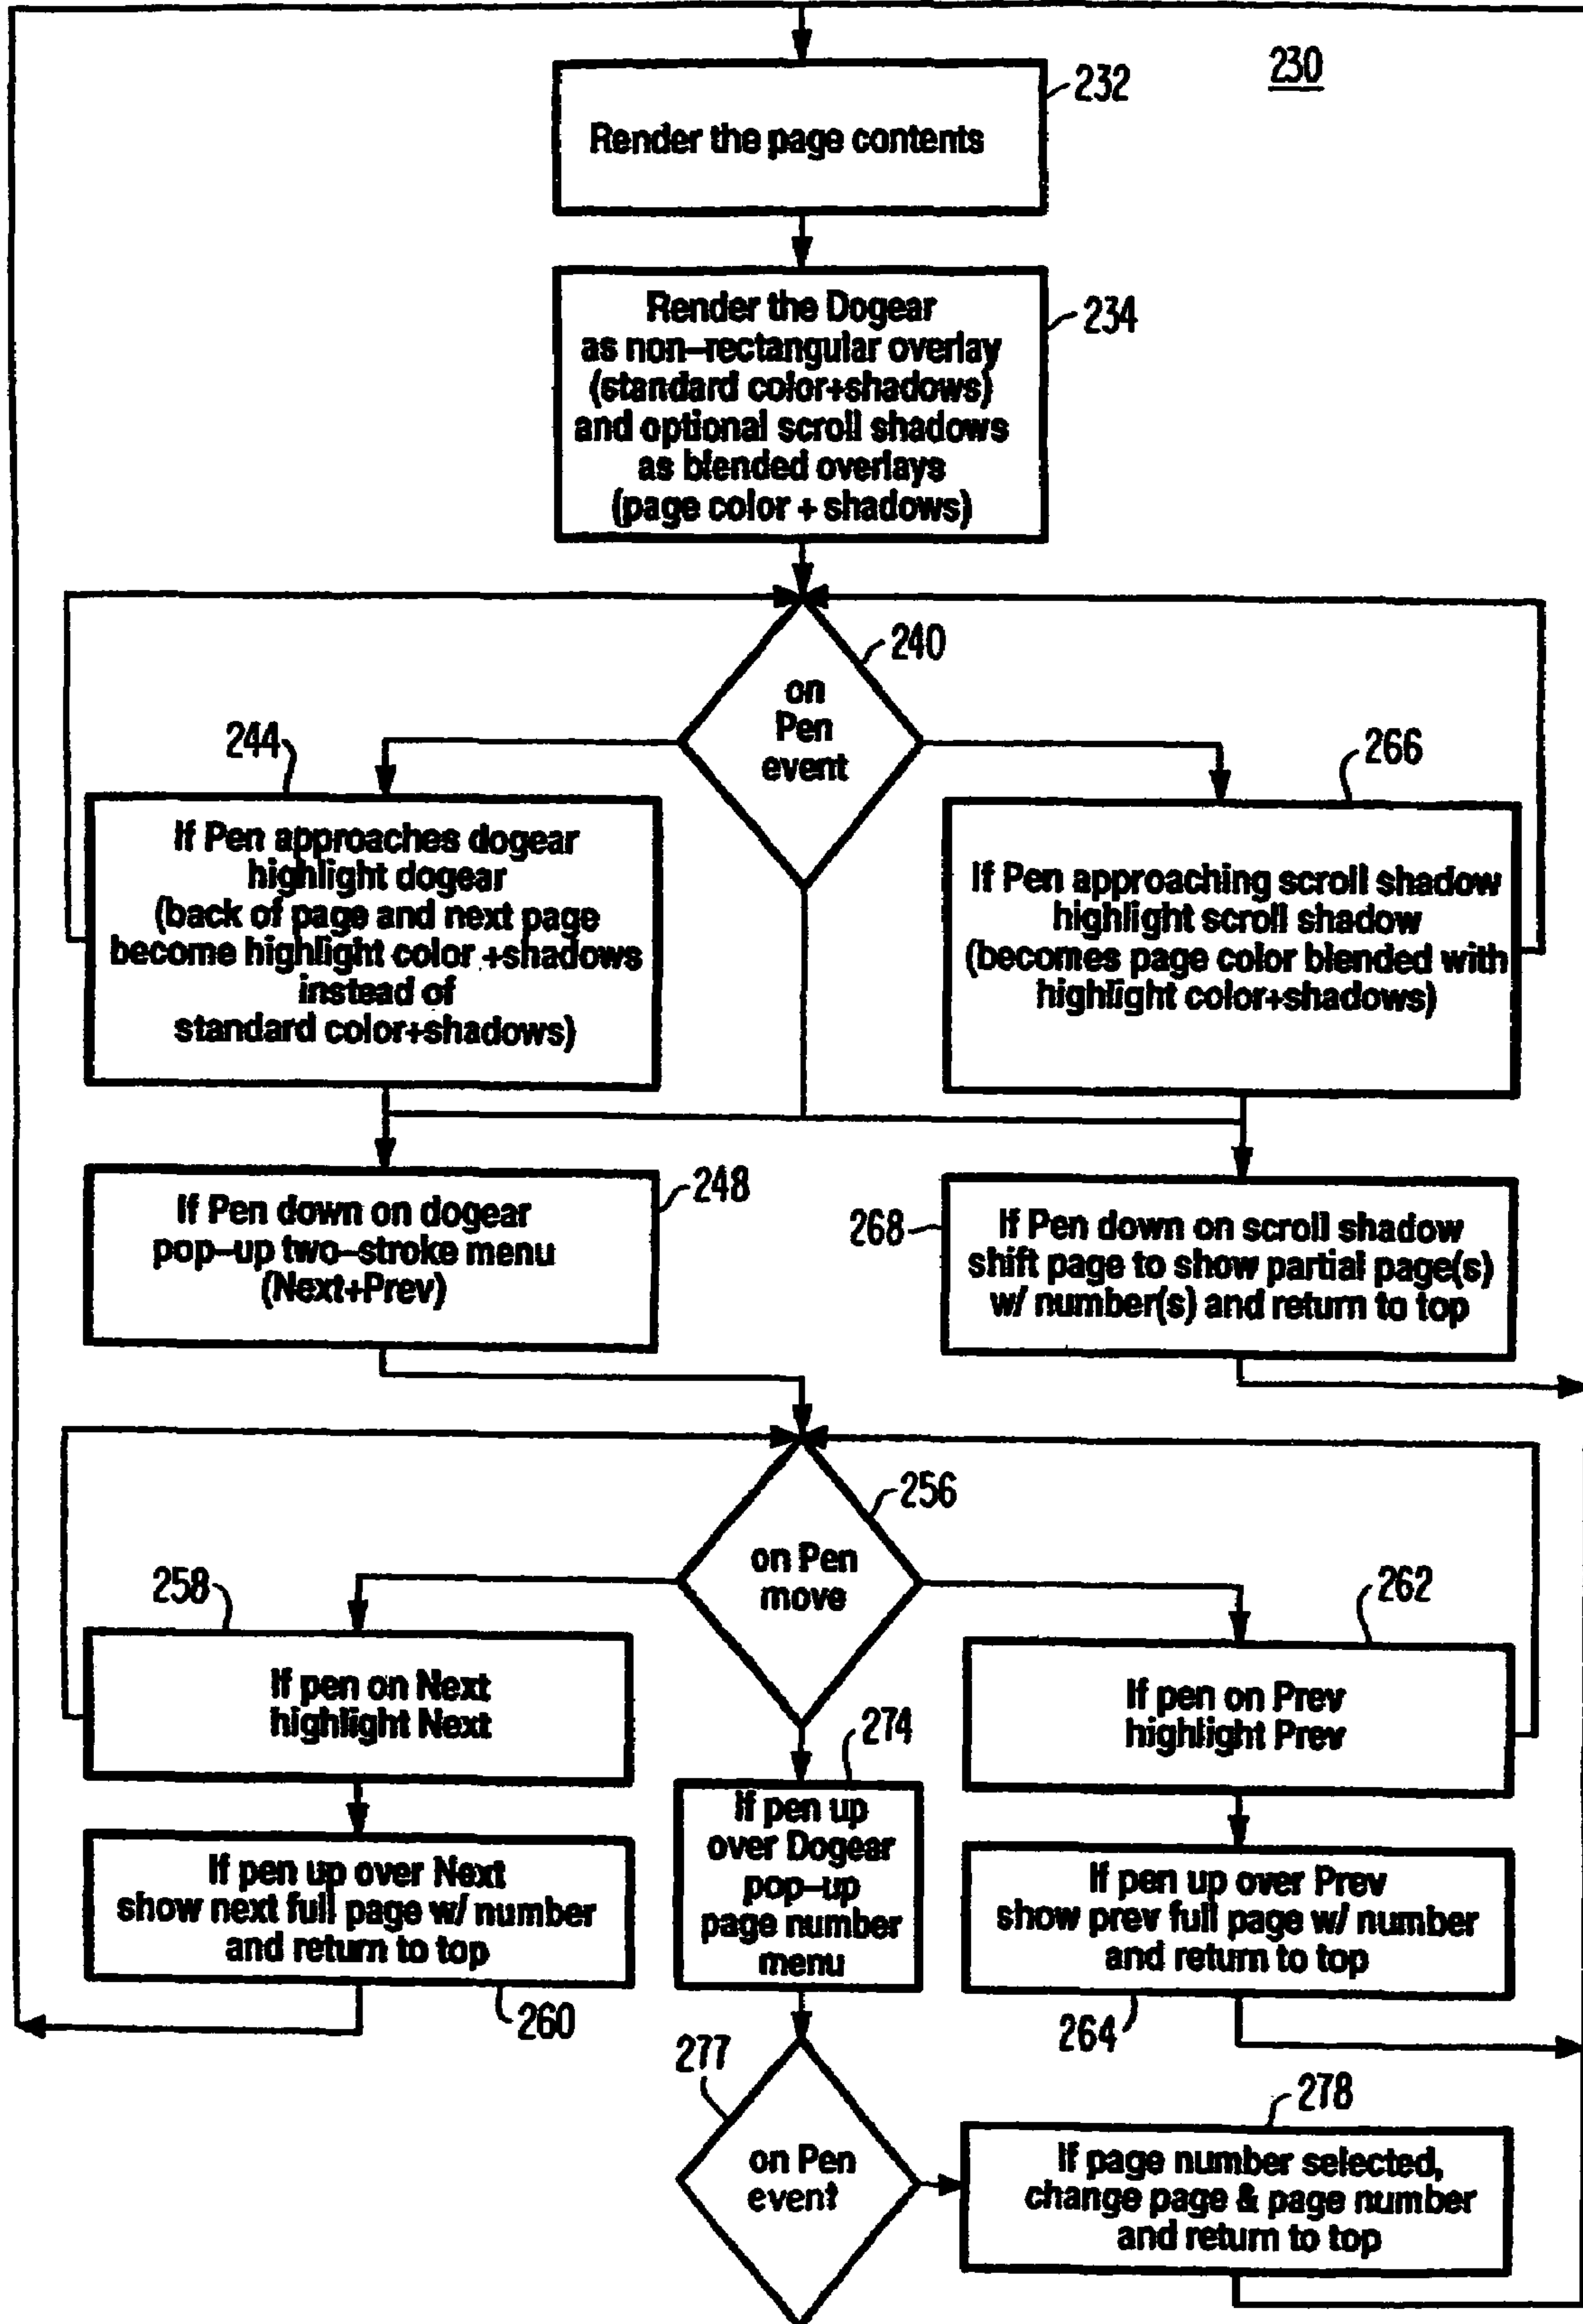 230
232
Render the page contents
234
Render the Dogear
as non-rectangular overlay
(standard color+shadows)
and optional scroll shadows
as blended overlays
(page color + shadows)
240
on
Pen
event
244
If Pen approaches dogear
highlight dogear
(back of page and next page
become highlight color +shadows
instead of
standard color+shadows)
266
If Pen approaching scroll shadow
highlight scroll shadow
(becomes page color blended with
highlight color+shadows)
248
If Pen down on dogear
pop-up two-stroke menu
(Next+Prev)
268
If Pen down on scroll shadow
shift page to show partial page(s)
w/ number(s) and return to top
256
on Pen
move
258
If pen on Next
highlight Next
262
If pen on Prev
highlight Prev
274
If pen up
over Dogear
pop-up
page number
menu
If pen up over Next
show next full page w/ number
and return to top
260
If pen up over Prev
show prev full page w/ number
and return to top
264
277
on Pen
event
278
If page number selected,
change page & page number
and return to top